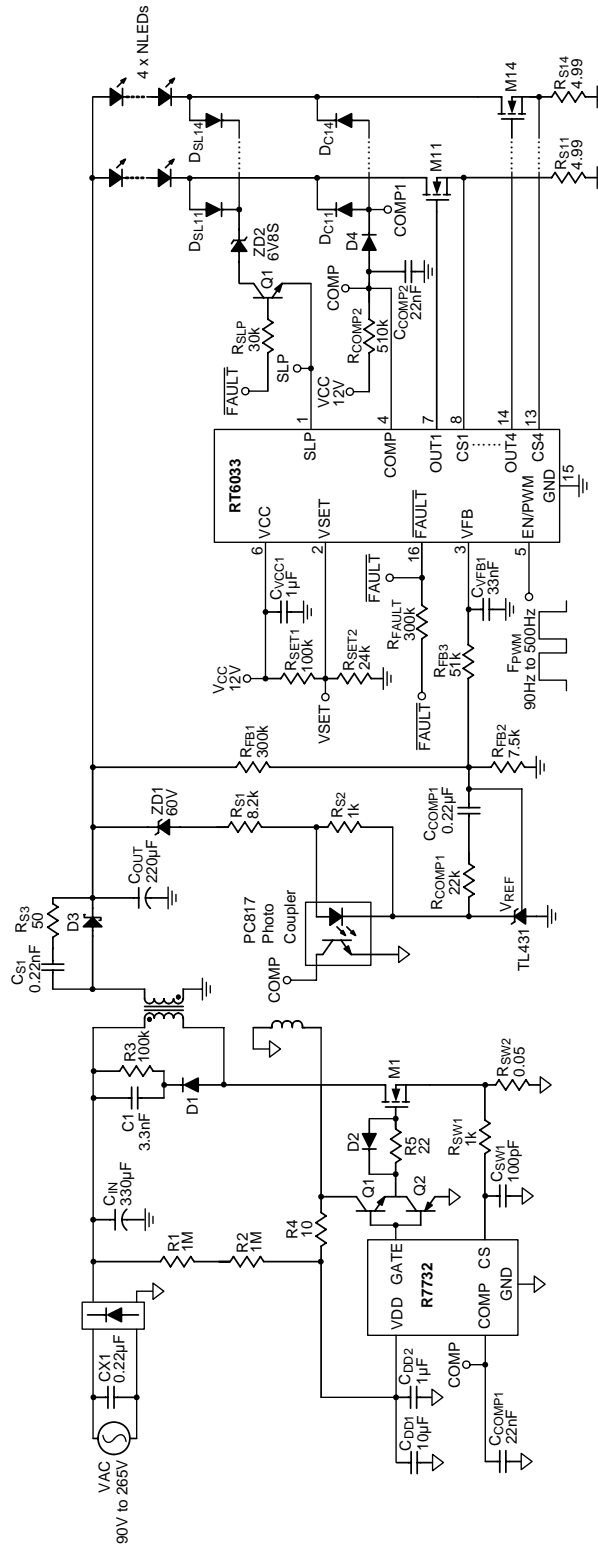 VAC
90V to 265V
CX1
0.22µF
CIN
330µF
R1
1M
R2
1M
C1
3.3nF
R3
100k
D1
CS1
0.22nF
RS3
50
D3
COUT
220µF
ZD1
60V
RS1
8.2k
RS2
1k
PC817
Photo
Coupler
COMP
RCOMP1
22k
CCOMP1
0.22µF
VREF
TL431
RFB1
300k
RFB2
7.5k
RFB3
51k
CVFB1
33nF
R4
10
CDD1
10µF
CDD2
1µF
COMP
CCOMP1
22nF
R7732
VDD
GATE
COMP
CS
GND
Q1
Q2
D2
R5
22
M1
RSW1
1k
CSW1
100pF
RSW2
0.05
VCC
12V
CVCC1
1µF
RSET1
100k
RSET2
24k
VSET
FAULT
RFAULT
300k
FAULT
FPWM
90Hz to 500Hz
RT6033
6
VCC
2
VSET
16
FAULT
3
VFB
5
EN/PWM
GND
15
SLP
1
COMP
4
OUT1
7
CS1
8
OUT4
14
CS4
13
FAULT
RSLP
30k
SLP
Q1
ZD2
6V8S
VCC
12V
RCOMP2
510k
COMP
D4
CCOMP2
22nF
COMP1
DSL11
DSL14
DC11
DC14
M11
M14
RS11
4.99
RS14
4.99
4 x NLEDs